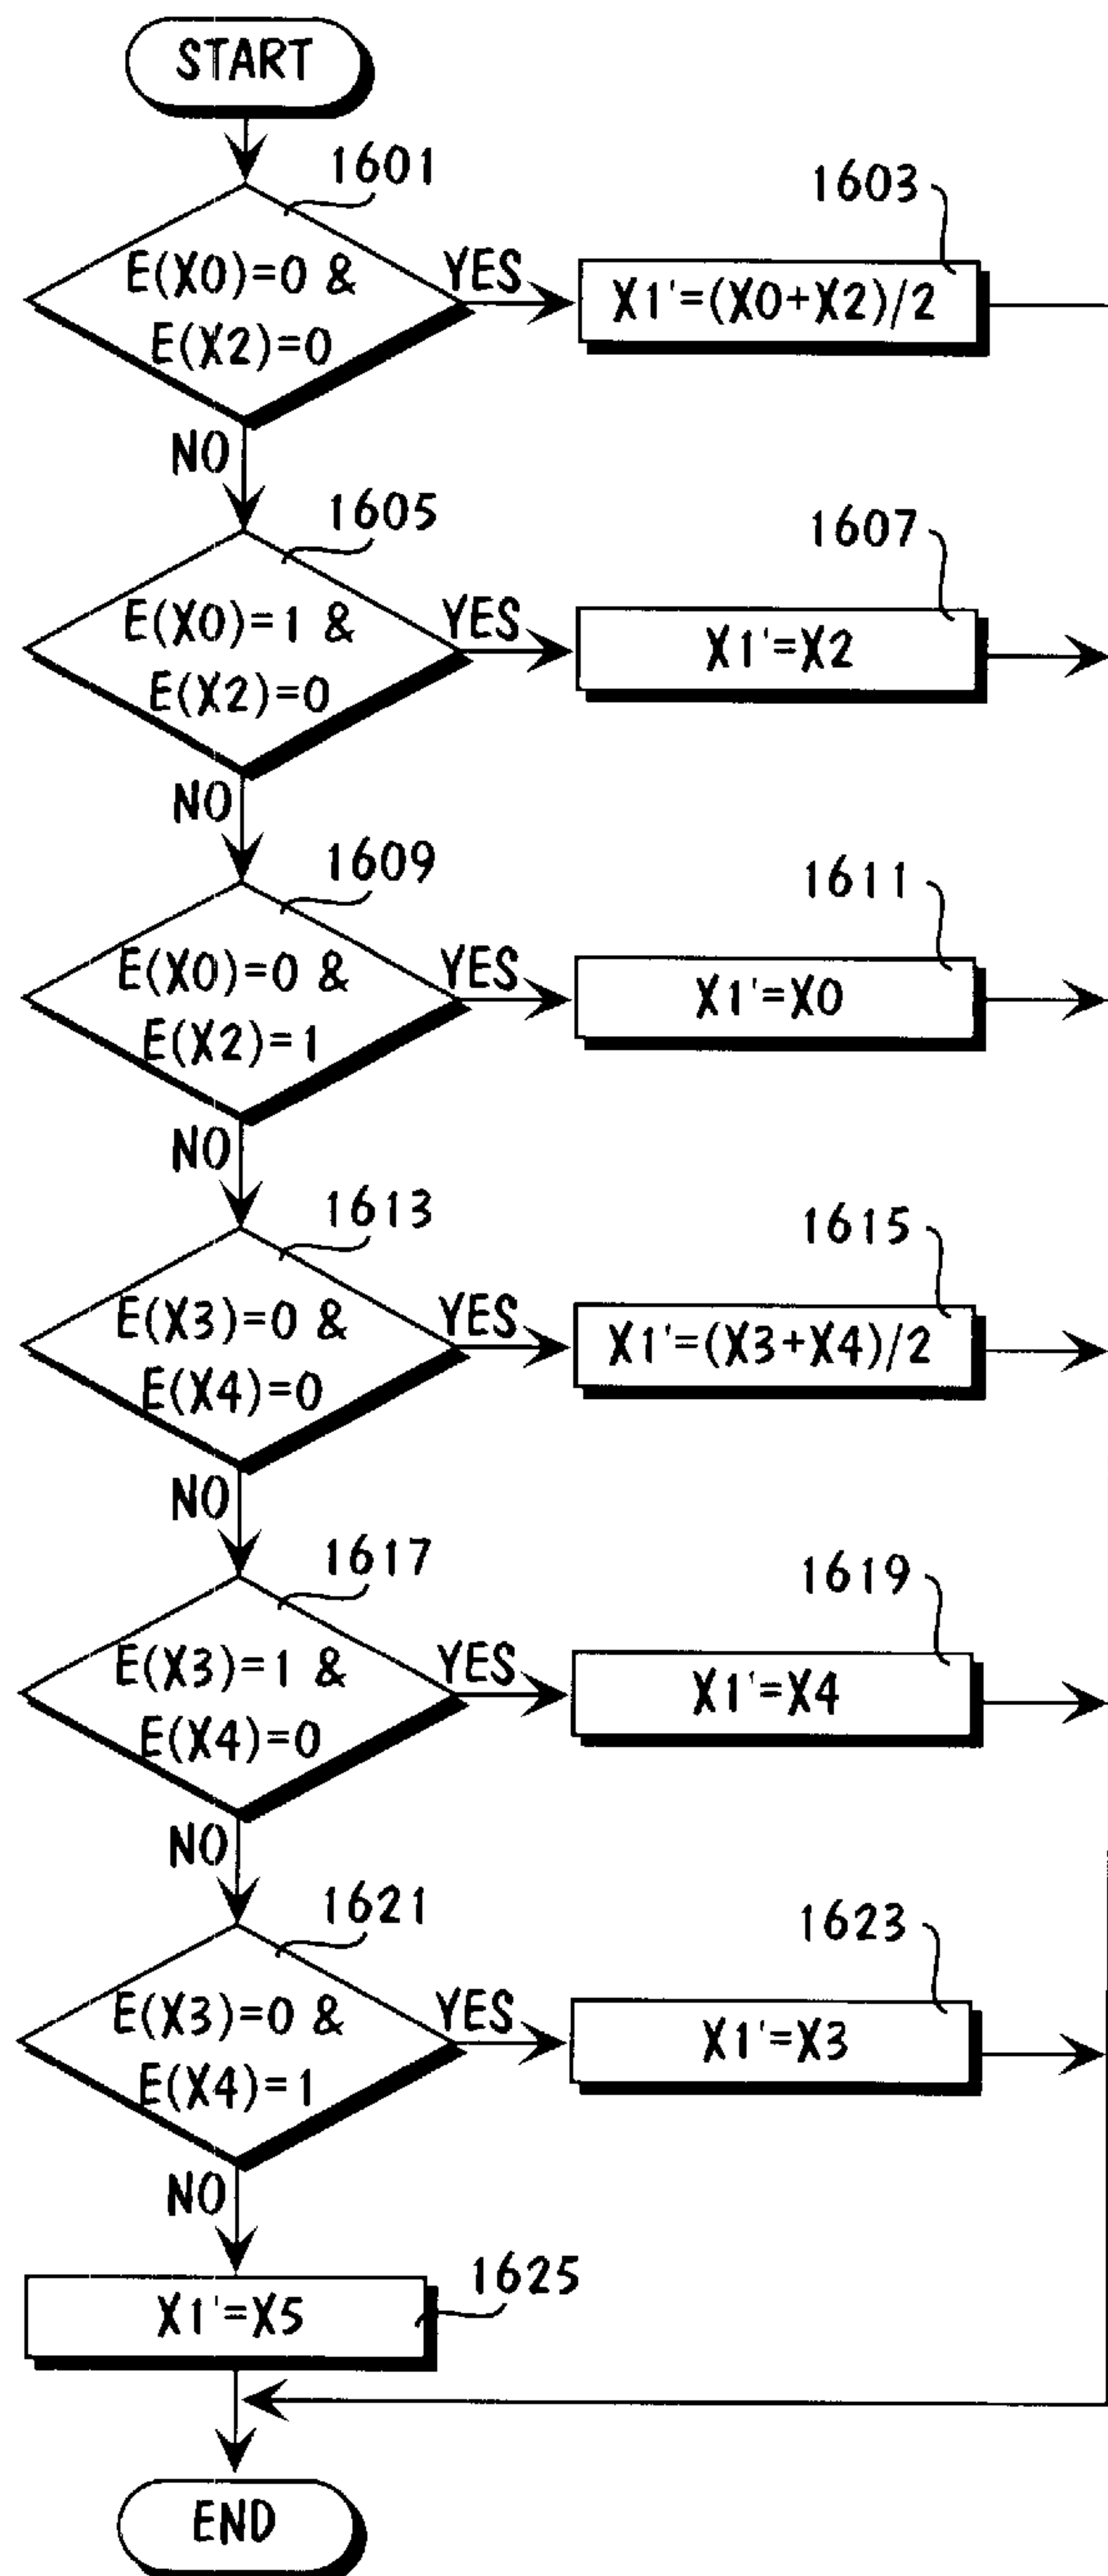 START
1601
E(X0)=0 &
E(X2)=0
YES
1603
X1'=(X0+X2)/2
NO
1605
E(X0)=1 &
E(X2)=0
YES
1607
X1'=X2
NO
1609
E(X0)=0 &
E(X2)=1
YES
1611
X1'=X0
NO
1613
E(X3)=0 &
E(X4)=0
YES
1615
X1'=(X3+X4)/2
NO
1617
E(X3)=1 &
E(X4)=0
YES
1619
X1'=X4
NO
1621
E(X3)=0 &
E(X4)=1
YES
1623
X1'=X3
NO
1625
X1'=X5
END